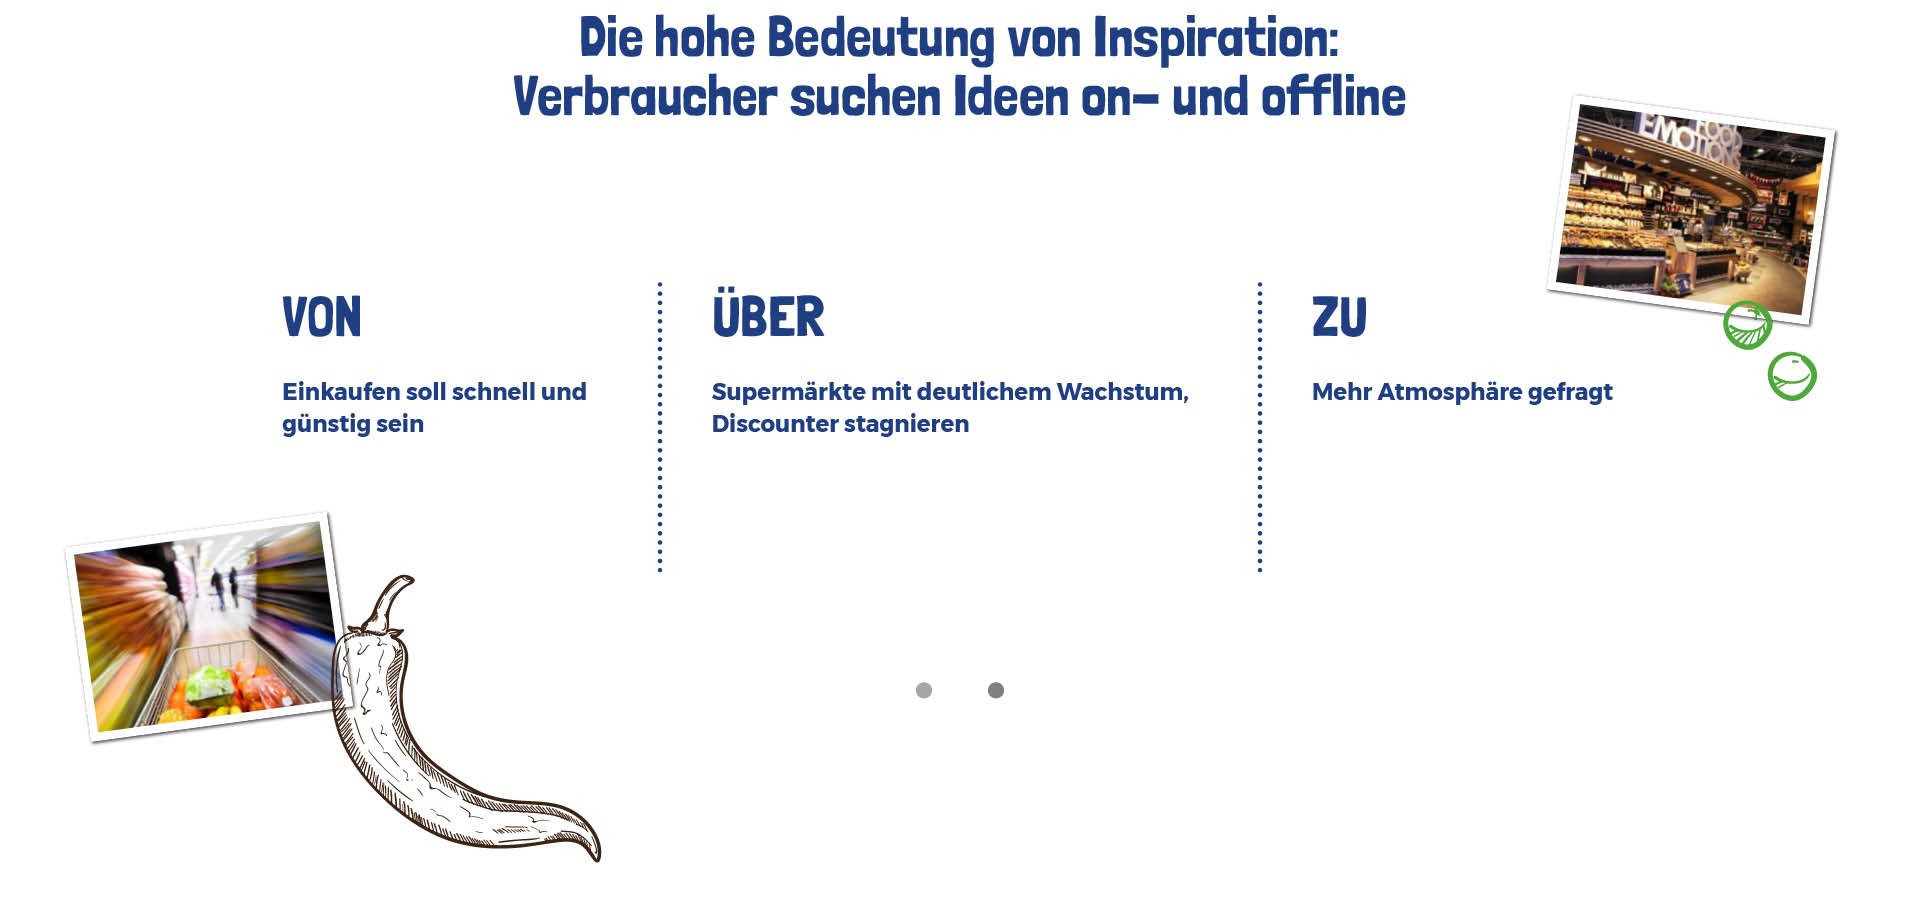 Die hohe Bedeutung von Inspiration:
Verbraucher suchen Ideen on- und offline
FOOD
EMOTIONS
VON
Einkaufen soll schnell und
günstig sein
ÜBER
Supermärkte mit deutlichem Wachstum,
Discounter stagnieren
ZU
Mehr Atmosphäre gefragt